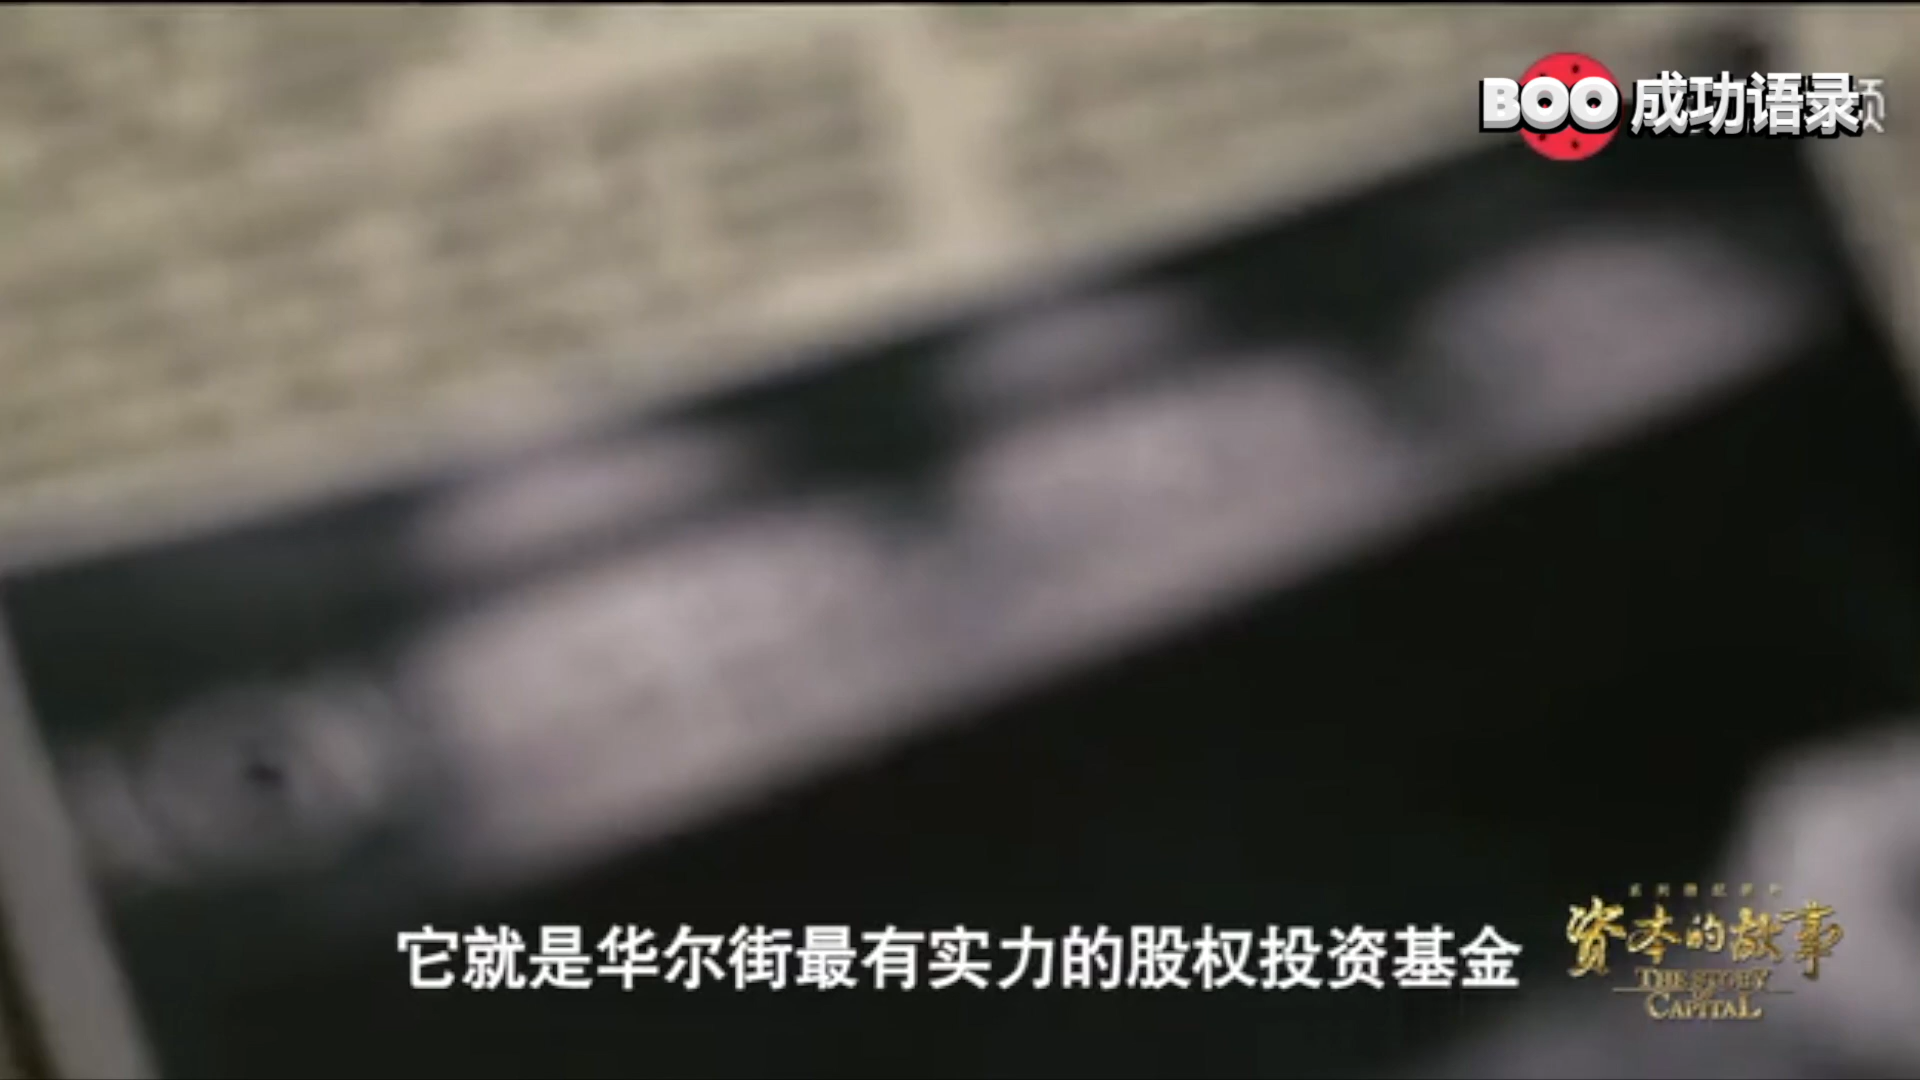 BOO 成功语录
它就是华尔街最有实力的股权投资基金
资本的故事
THE STORY
CAPITAL